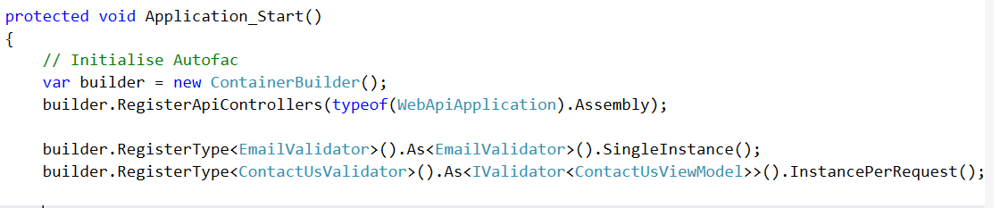 protected void Application_Start()
{
// Initialise Autofac
var builder = new ContainerBuilder();
builder.RegisterApiControllers(typeof(WebApiApplication).Assembly);
builder.RegisterType<EmailValidator>().As<EmailValidator>().SingleInstance();
builder.RegisterType<ContactUsValidator>().As<IValidator<ContactUsViewModel>>().InstancePerRequest();